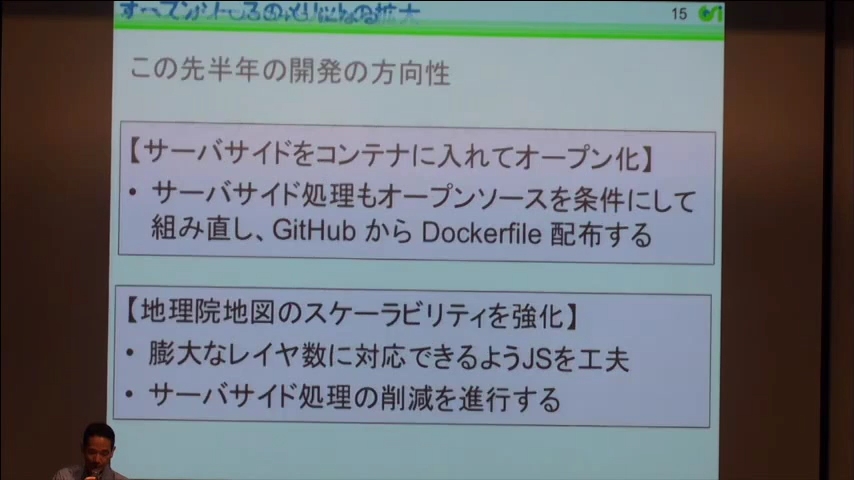 15
この先半年の開発の方向性
【サーバサイドをコンテナに入れてオープン化】
• サーバサイド処理もオープンソースを条件にして
組み直し、GitHub から Dockerfile 配布する
【地理院地図のスケーラビリティを強化】
• 膨大なレイヤ数に対応できるようJSを工夫
• サーバサイド処理の削減を進行する